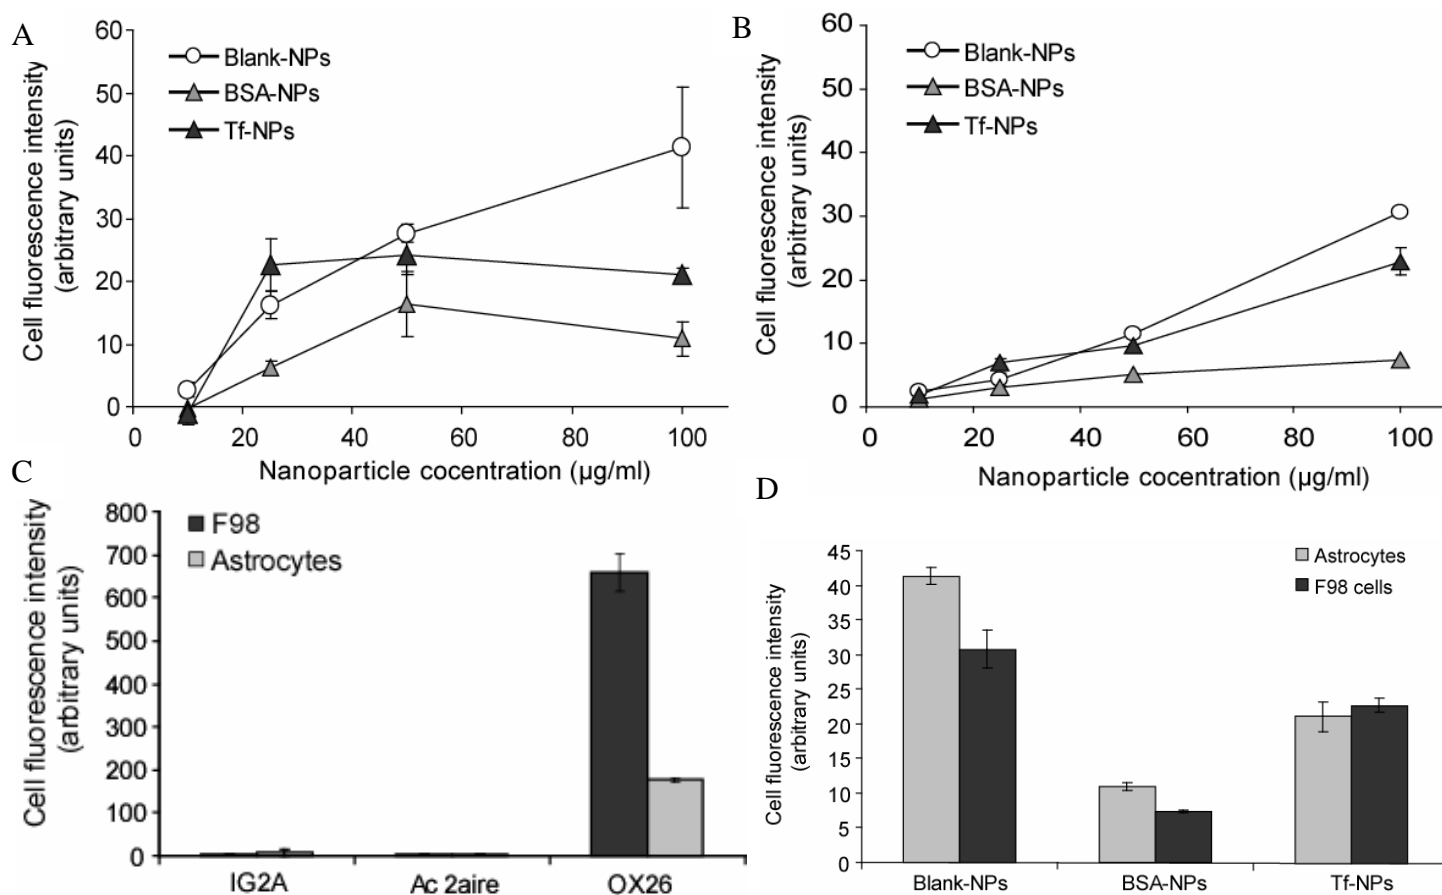 A
60
50
40
30
20
10
0
Cell fluorescence intensity
(arbitrary units)
Blank-NPs
BSA-NPs
Tf-NPs
0 20 40 60 80 100
Nanoparticle cocentration (µg/ml)
B
60
50
40
30
20
10
0
Cell fluorescence intensity
(arbitrary units)
Blank-NPs
BSA-NPs
Tf-NPs
0 20 40 60 80 100
Nanoparticle cocentration (µg/ml)
C
800
700
600
500
400
300
200
100
0
Cell fluorescence intensity
(arbitrary units)
F98
Astrocytes
IG2A Ac 2aire OX26
D
45
40
35
30
25
20
15
10
5
0
Cell fluorescence intensity
(arbitrary units)
Astrocytes
F98 cells
Blank-NPs BSA-NPs Tf-NPs